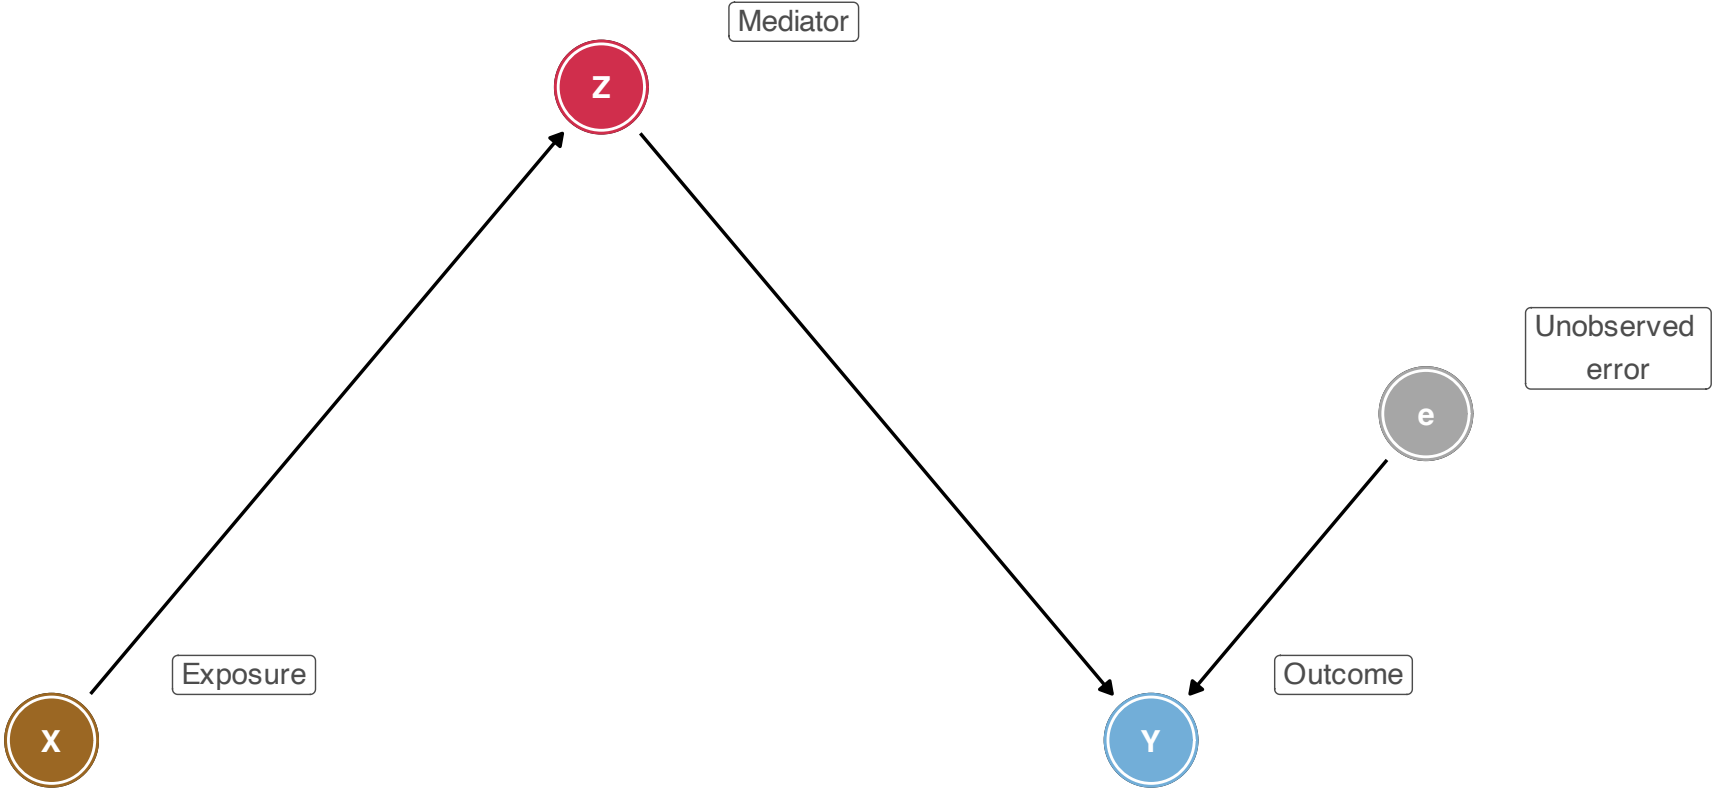 Mediator
Z
Unobserved
error
e
Exposure
Outcome
X
Y